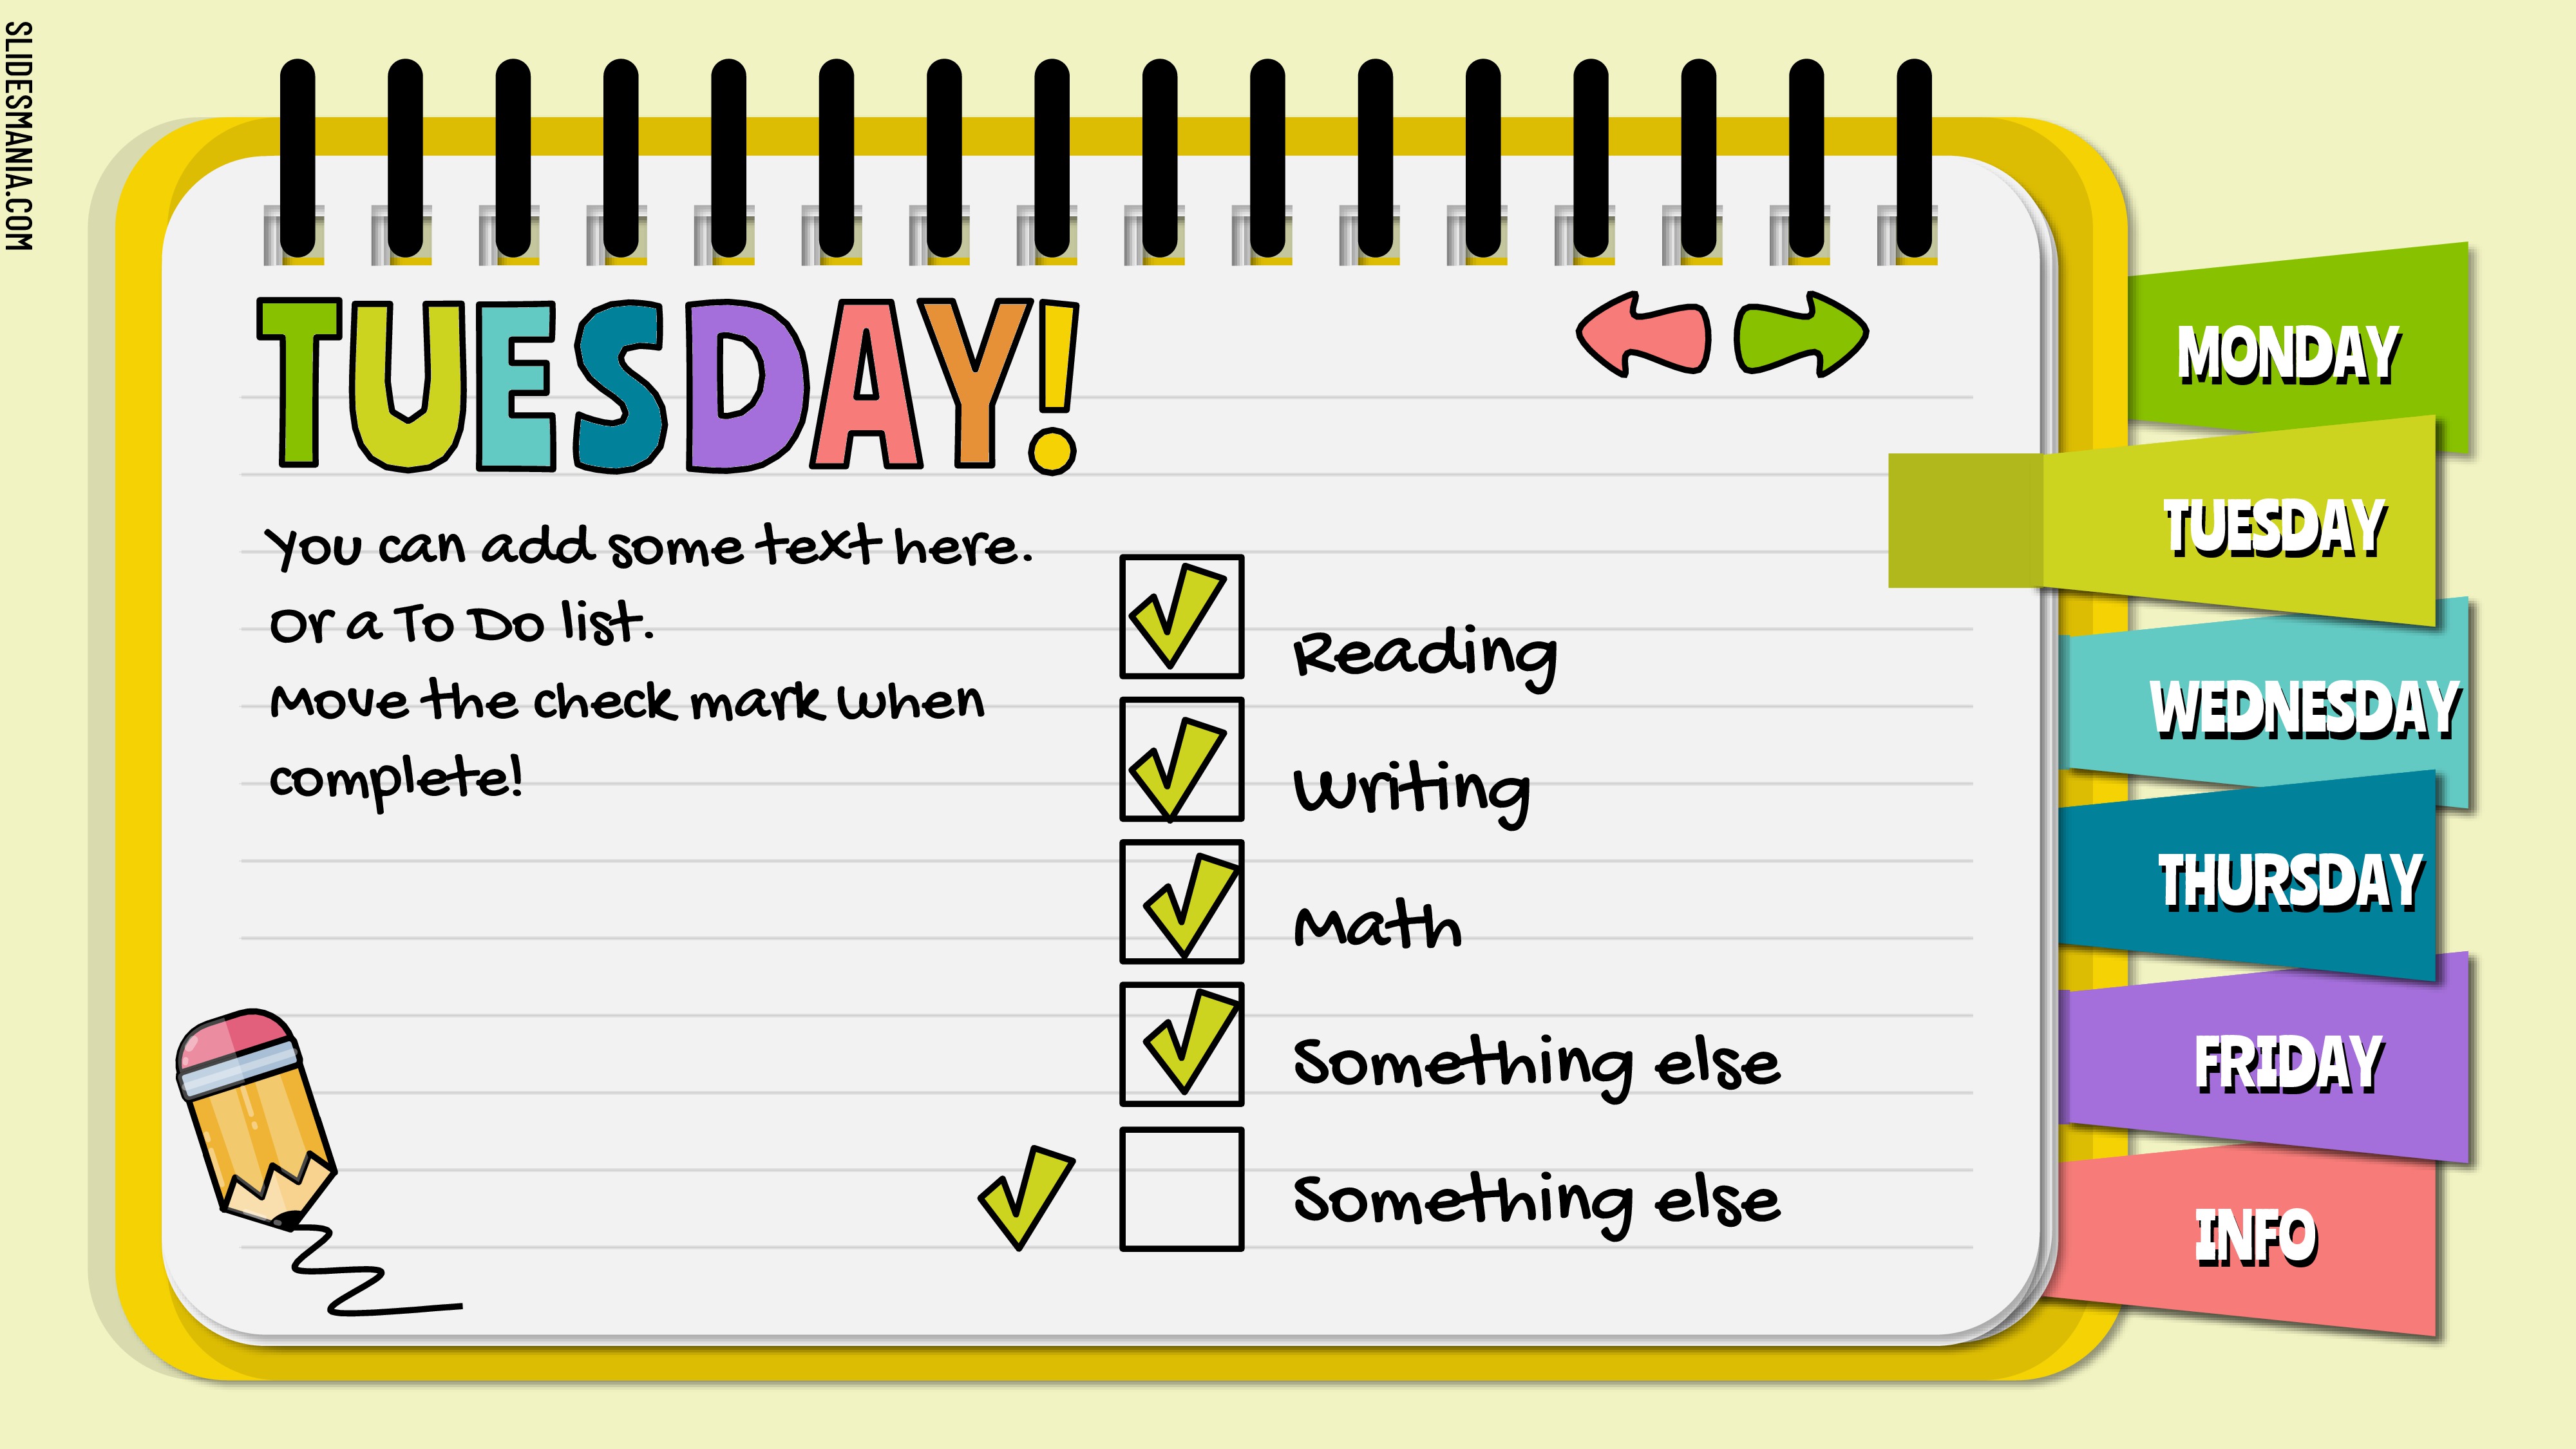 SLIDESMANIA.COM
TUESDAY!
You can add some text here.
Or a To Do list.
Move the check mark when
complete!
Reading
Writing
Math
Something else
Something else
MONDAY
TUESDAY
WEDNESDAY
THURSDAY
FRIDAY
INFO